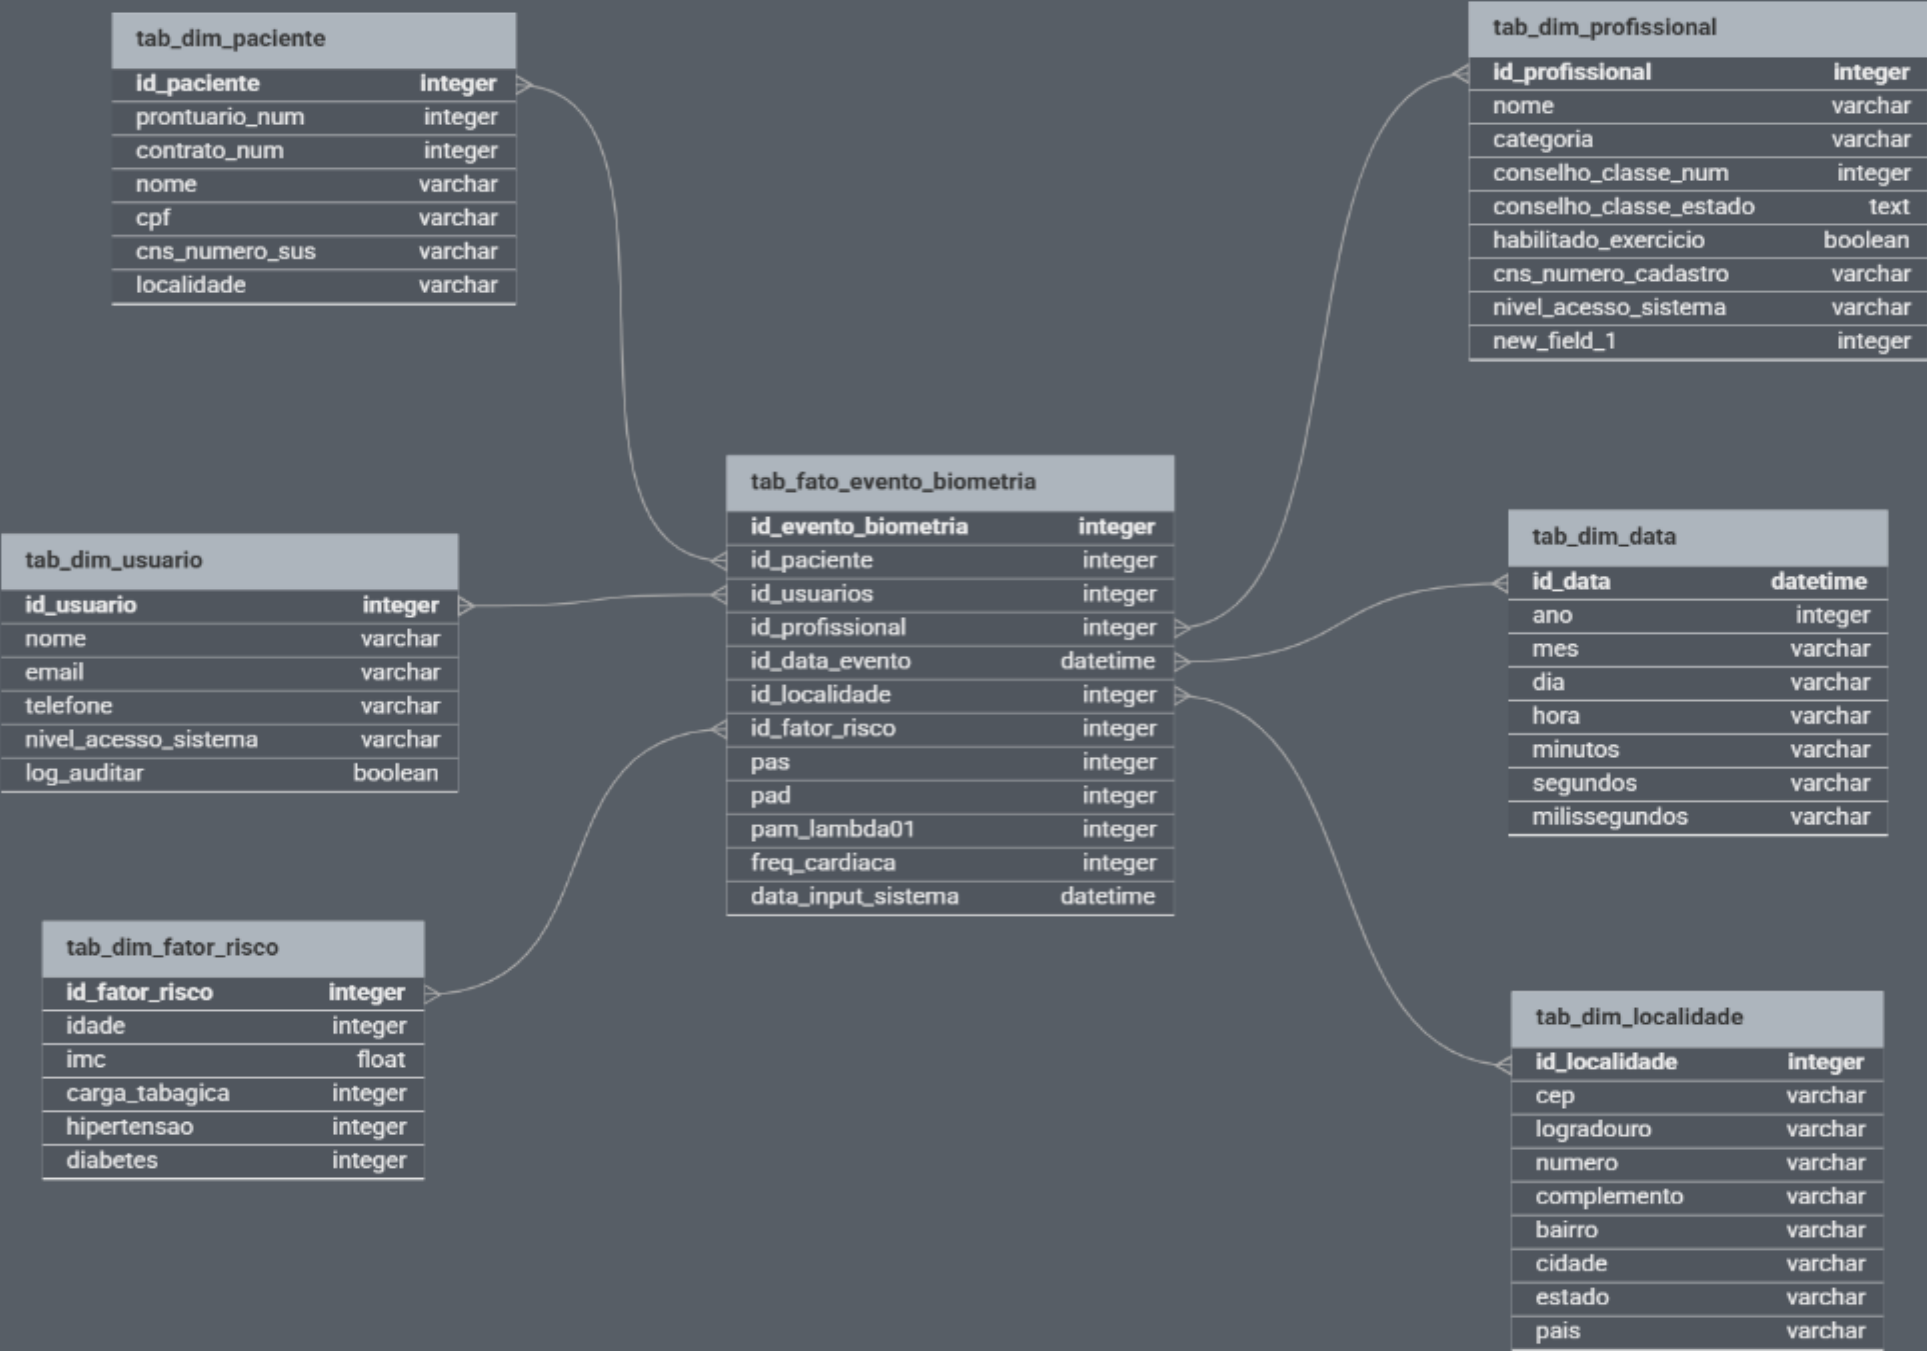 tab_dim_paciente
id_paciente integer
prontuario_num integer
contrato_num integer
nome varchar
cpf varchar
cns_numero_sus varchar
localidade varchar
tab_dim_profissional
id_profissional integer
nome varchar
categoria varchar
conselho_classe_num integer
conselho_classe_estado text
habilitado_exercicio boolean
cns_numero_cadastro varchar
nivel_acesso_sistema varchar
new_field_1 integer
tab_fato_evento_biometria
id_evento_biometria integer
id_paciente integer
id_usuarios integer
id_profissional integer
id_data_evento datetime
id_localidade integer
id_fator_risco integer
pas integer
pad integer
pam_lambda01 integer
freq_cardiaca integer
data_input_sistema datetime
tab_dim_usuario
id_usuario integer
nome varchar
email varchar
telefone varchar
nivel_acesso_sistema varchar
log_auditar boolean
tab_dim_data
id_data datetime
ano integer
mes varchar
dia varchar
hora varchar
minutos varchar
segundos varchar
milissegundos varchar
tab_dim_fator_risco
id_fator_risco integer
idade integer
imc float
carga_tabagica integer
hipertensao integer
diabetes integer
tab_dim_localidade
id_localidade integer
cep varchar
logradouro varchar
numero varchar
complemento varchar
bairro varchar
cidade varchar
estado varchar
pais varchar